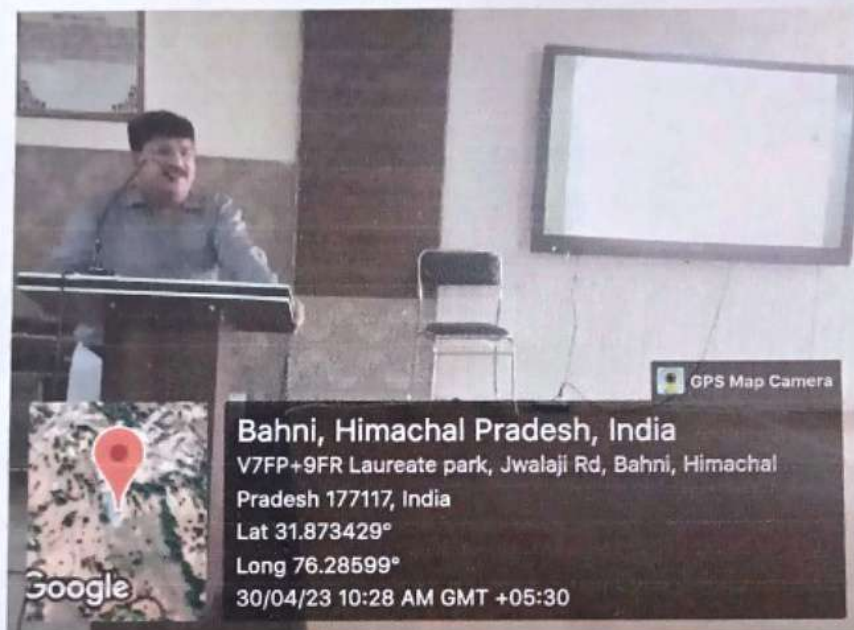 GPS Map Camera
Bahni, Himachal Pradesh, India
V7FP+9FR Laureate park, Jwalaji Rd, Bahni, Himachal
Pradesh 177117, India
Lat 31.873429°
Long 76.28599°
30/04/23 10:28 AM GMT +05:30
Google